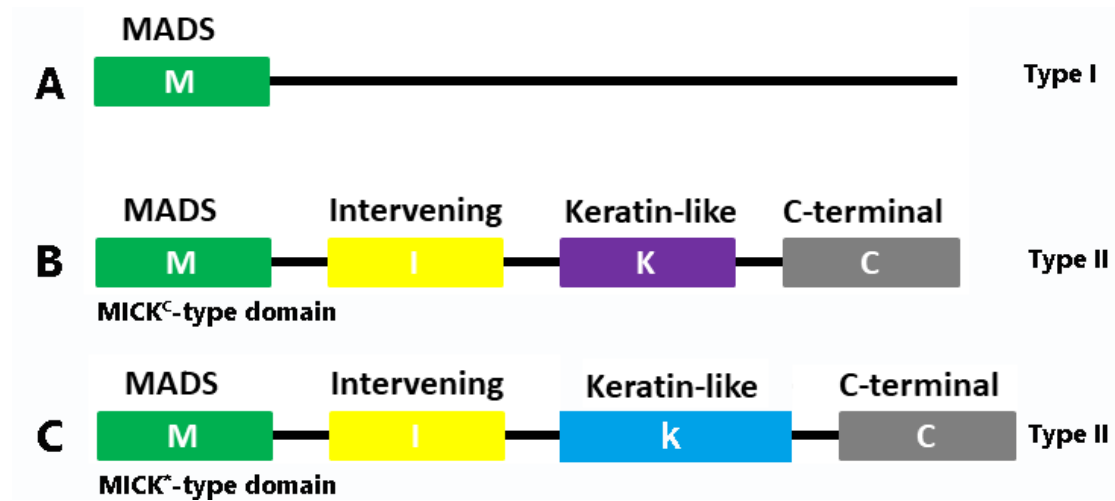 MADS
A M Type I
MADS Intervening Keratin-like C-terminal
B M I K C Type II
MICKᶜ-type domain
MADS Intervening Keratin-like C-terminal
C M I k C Type II
MICK*-type domain